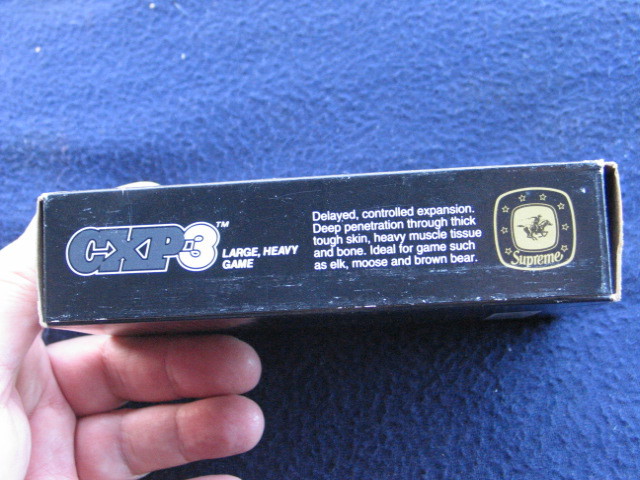 CXP3™
LARGE, HEAVY
GAME
Delayed, controlled expansion.
Deep penetration through thick
tough skin, heavy muscle tissue
and bone. Ideal for game such
as elk, moose and brown bear.
Supreme